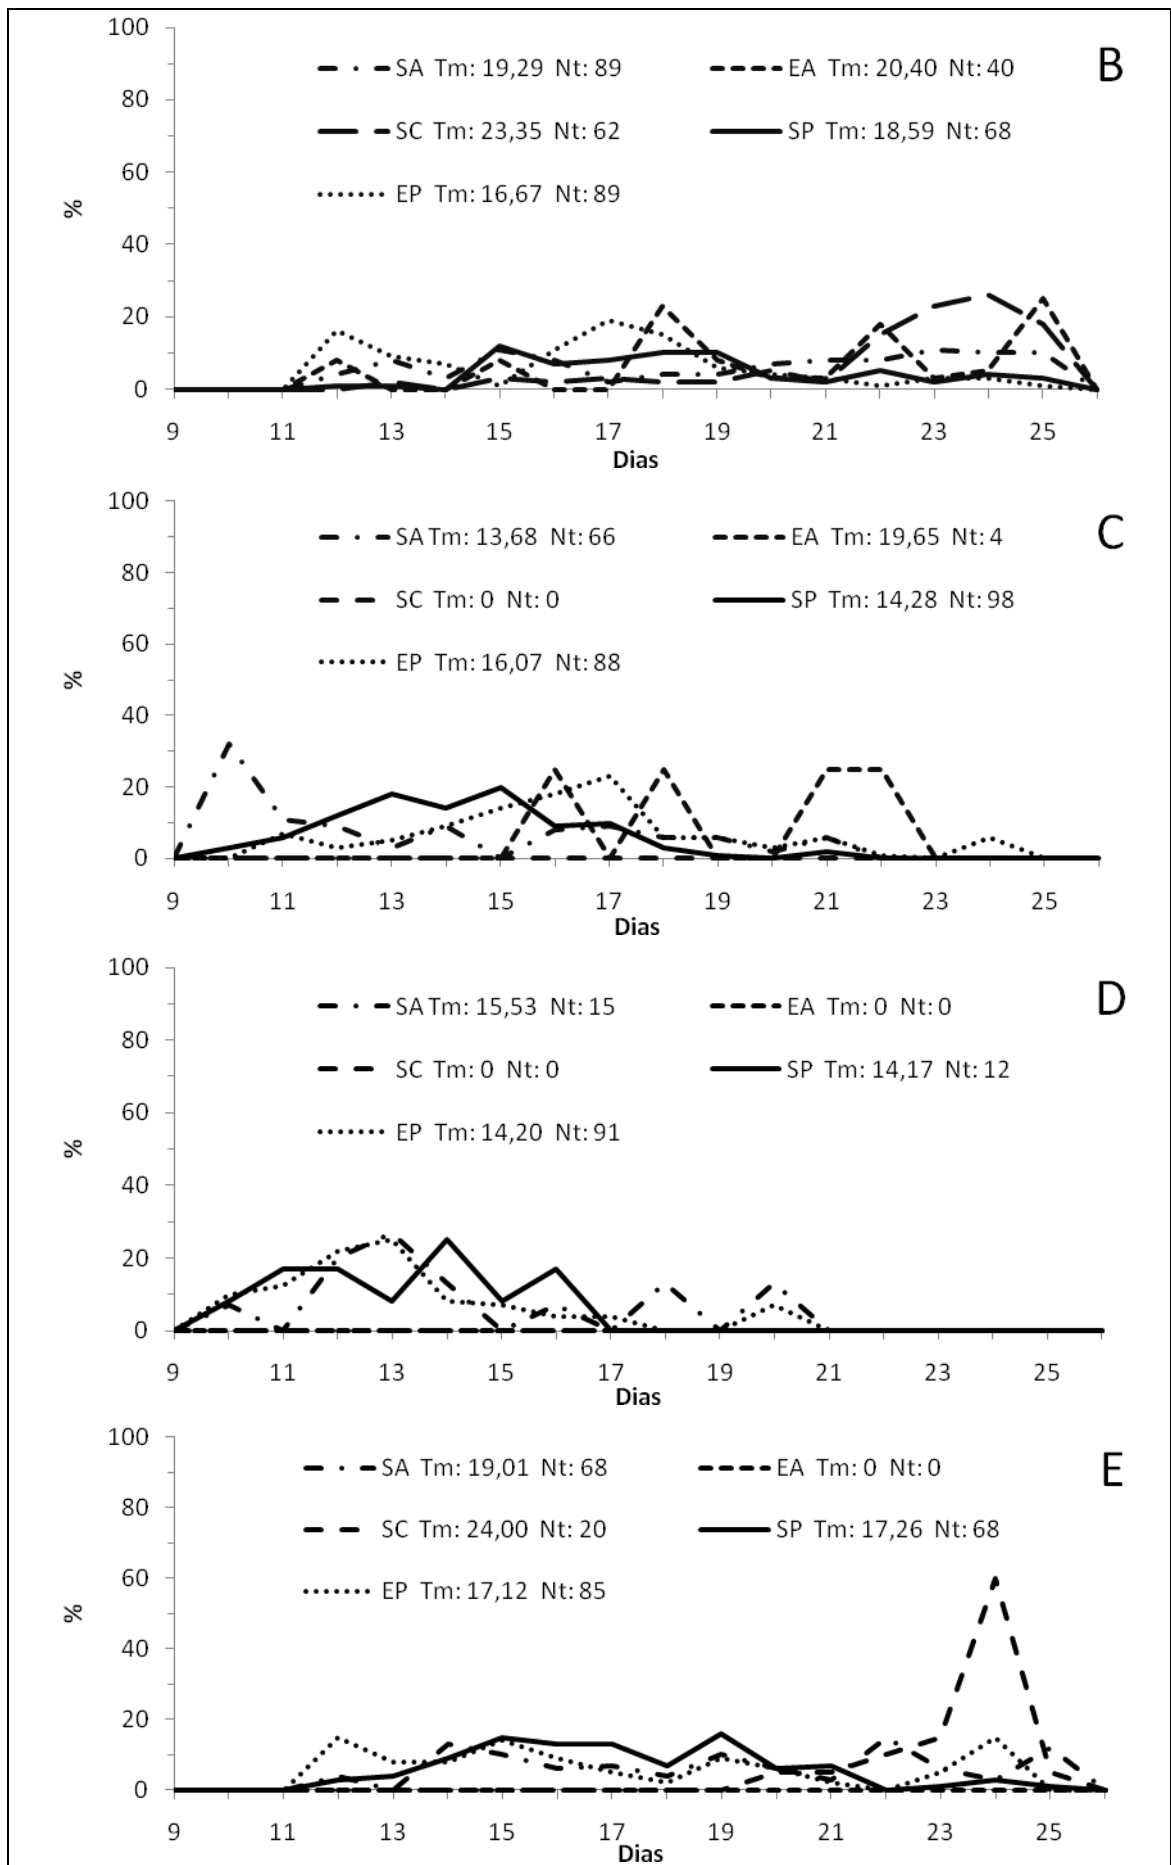 B
100
80
60
40
20
0
%
SA Tm: 19,29 Nt: 89
EA Tm: 20,40 Nt: 40
SC Tm: 23,35 Nt: 62
SP Tm: 18,59 Nt: 68
EP Tm: 16,67 Nt: 89
9 11 13 15 17 19 21 23 25
Dias
C
100
80
60
40
20
0
%
SA Tm: 13,68 Nt: 66
EA Tm: 19,65 Nt: 4
SC Tm: 0 Nt: 0
SP Tm: 14,28 Nt: 98
EP Tm: 16,07 Nt: 88
9 11 13 15 17 19 21 23 25
Dias
D
100
80
60
40
20
0
%
SA Tm: 15,53 Nt: 15
EA Tm: 0 Nt: 0
SC Tm: 0 Nt: 0
SP Tm: 14,17 Nt: 12
EP Tm: 14,20 Nt: 91
9 11 13 15 17 19 21 23 25
Dias
E
100
80
60
40
20
0
%
SA Tm: 19,01 Nt: 68
EA Tm: 0 Nt: 0
SC Tm: 24,00 Nt: 20
SP Tm: 17,26 Nt: 68
EP Tm: 17,12 Nt: 85
9 11 13 15 17 19 21 23 25
Dias